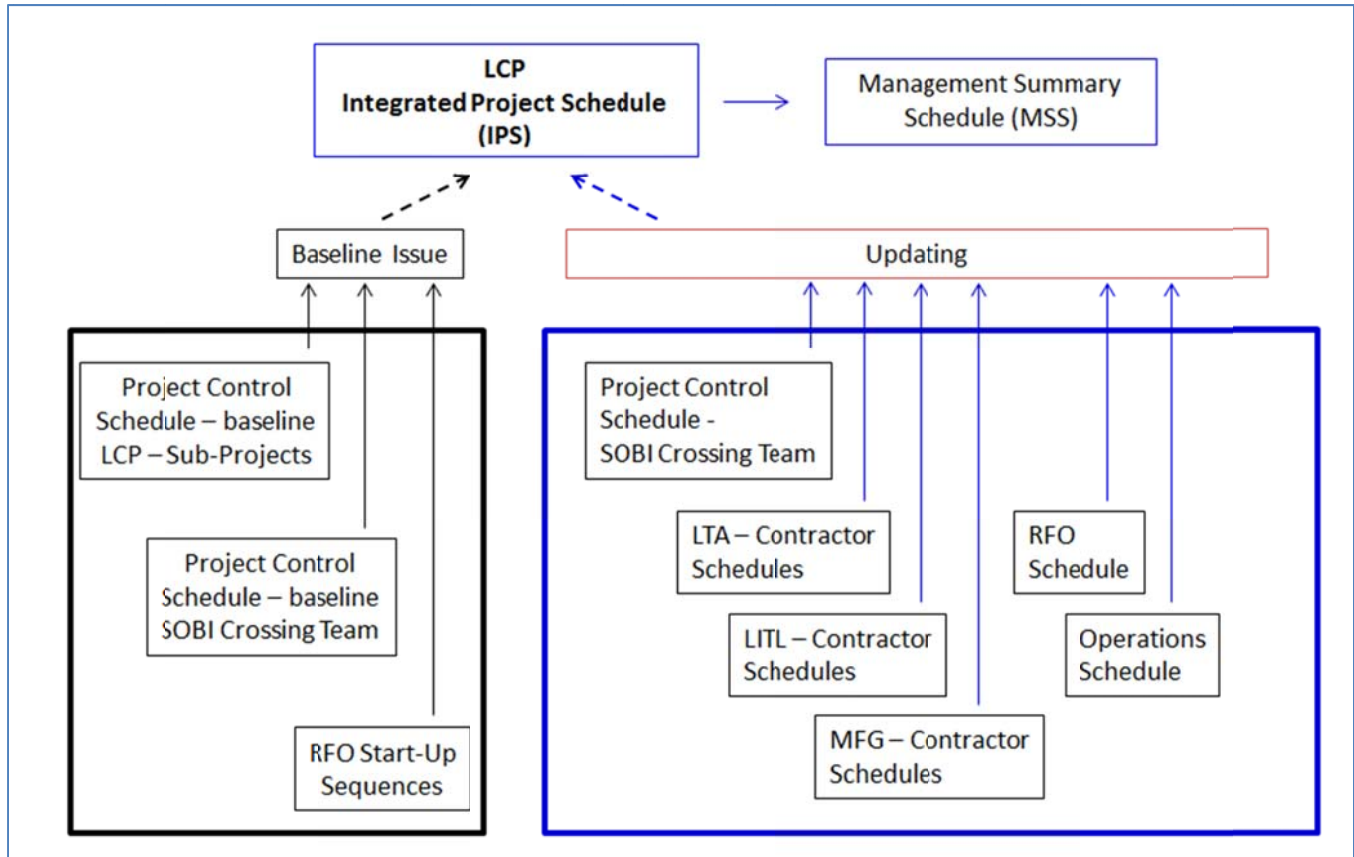 LCP
Integrated Project Schedule
(IPS)
Management Summary
Schedule (MSS)
Baseline Issue
Updating
Project Control
Schedule – baseline
LCP – Sub-Projects
Project Control
Schedule – baseline
SOBI Crossing Team
RFO Start-Up
Sequences
Project Control
Schedule -
SOBI Crossing Team
LTA – Contractor
Schedules
LITL – Contractor
Schedules
MFG – Contractor
Schedules
RFO
Schedule
Operations
Schedule